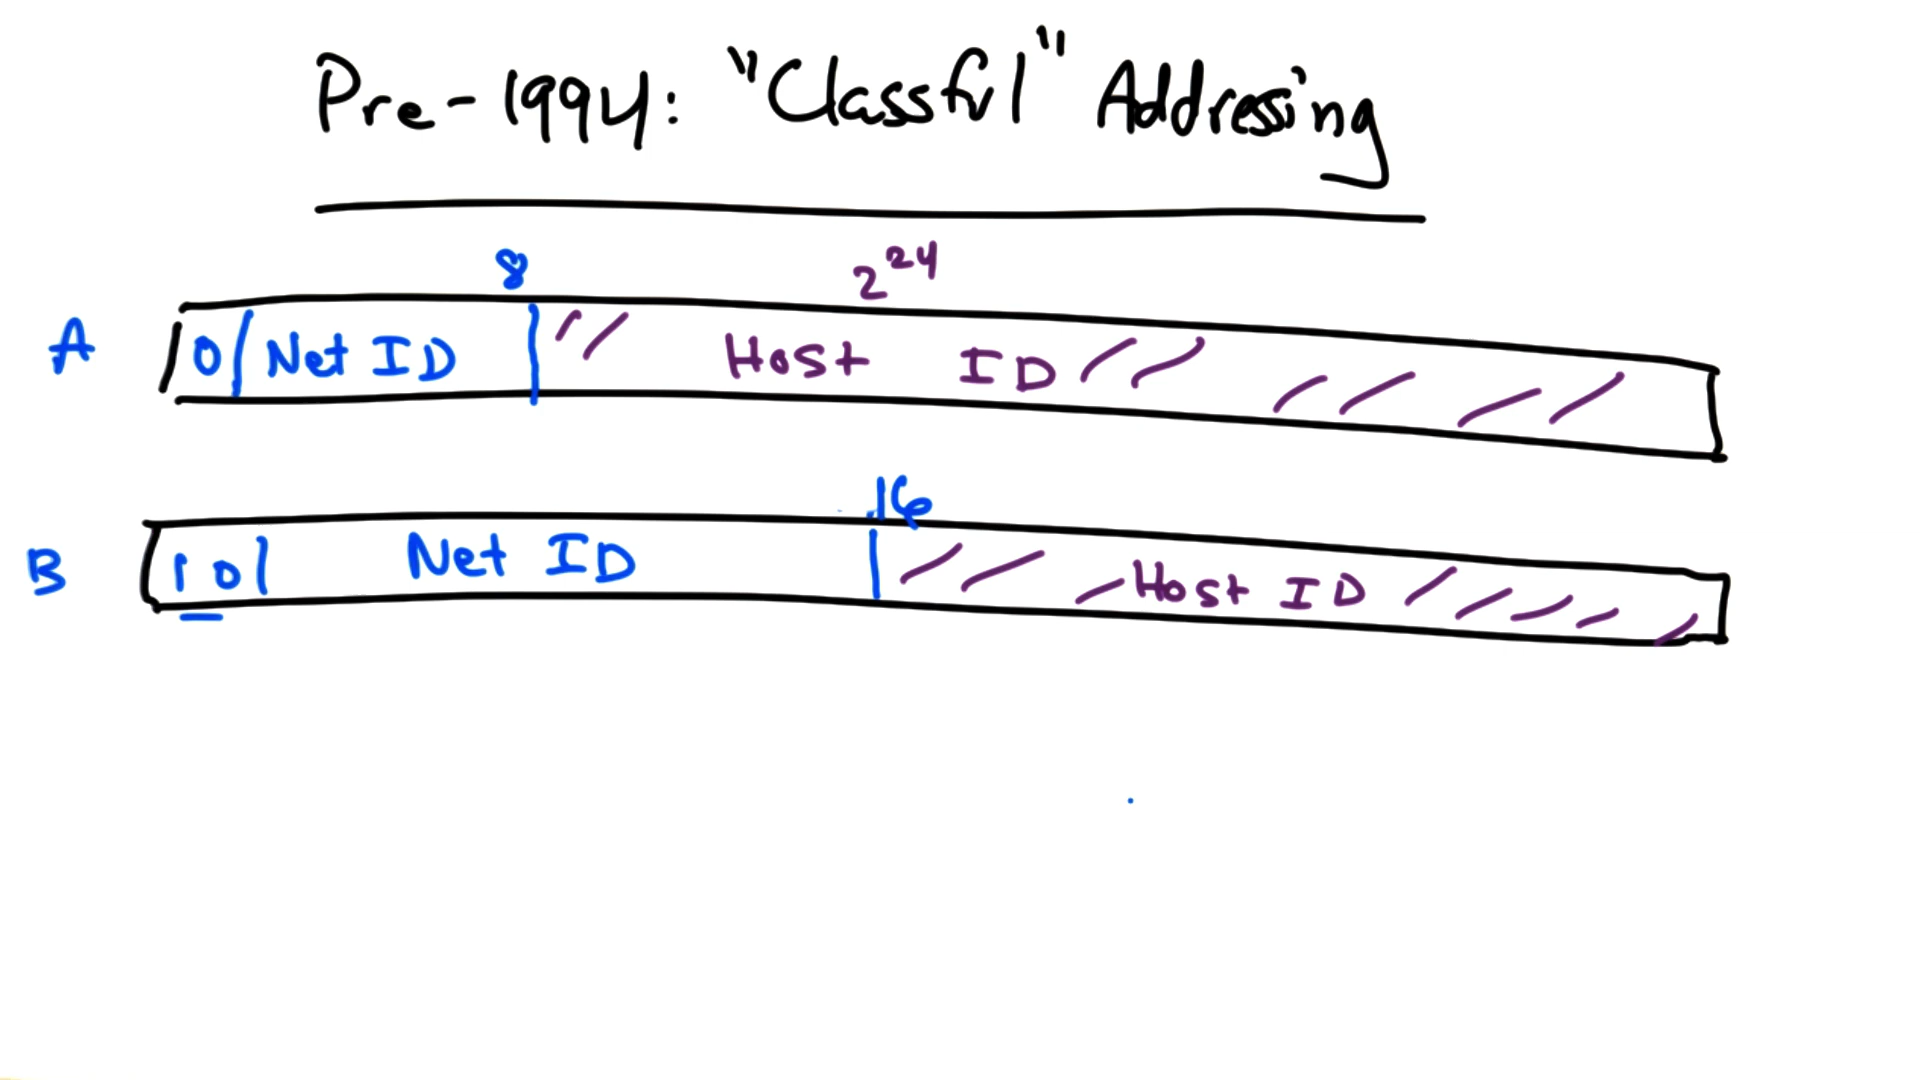 Pre-1994: "Classful" Addressing
8 2^24
A 0 Net ID Host ID
16
B 10 Net ID Host ID